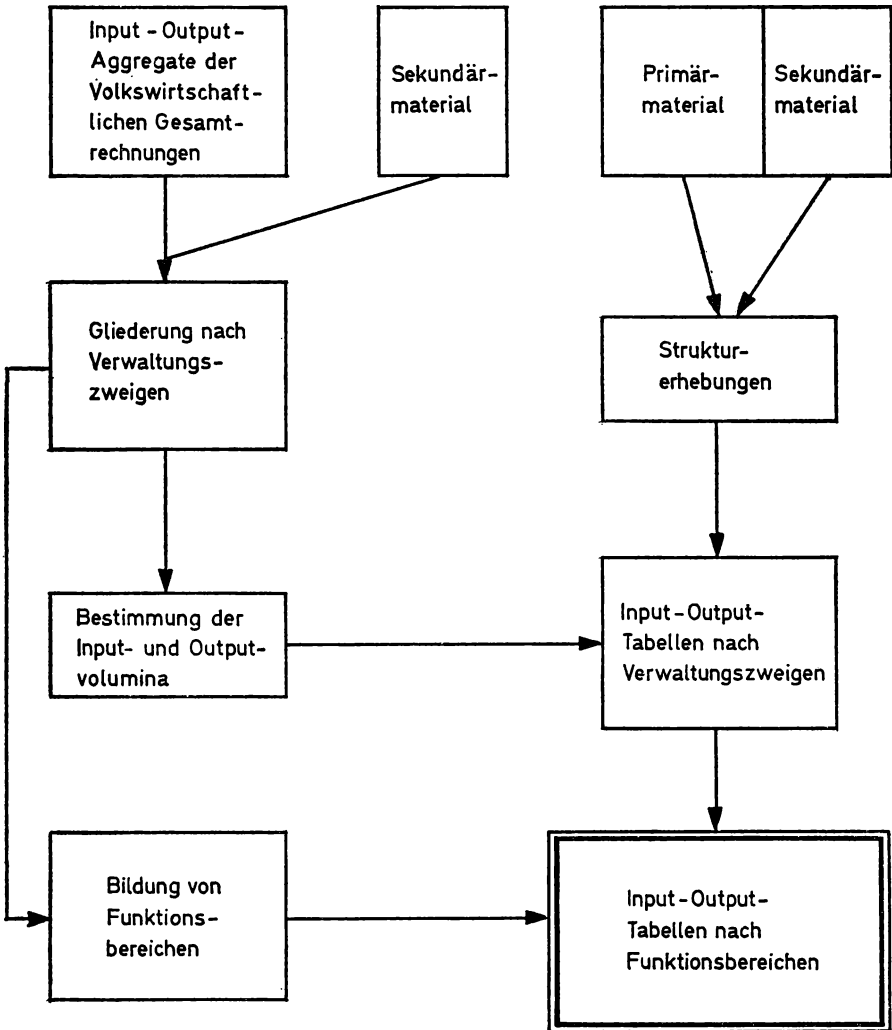 Input - Output -
Aggregate der
Volkswirtschaft -
lichen Gesamt -
rechnungen
Sekundär -
material
Primär -
material
Sekundär -
material
Gliederung nach
Verwaltungs -
zweigen
Struktur -
erhebungen
Bestimmung der
Input- und Output -
volumina
Input - Output -
Tabellen nach
Verwaltungszweigen
Bildung von
Funktions -
bereichen
Input - Output -
Tabellen nach
Funktionsbereichen